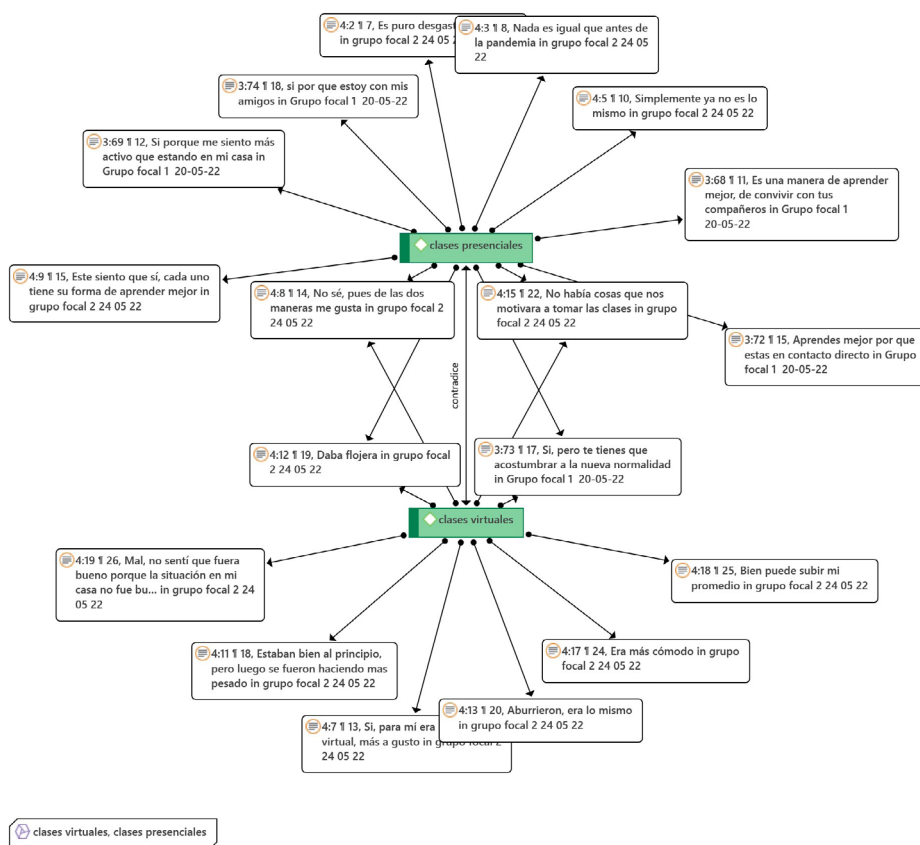 4:2 ¶ 7, Es puro desgast
in grupo focal 2 24 05 2
4:3 ¶ 8, Nada es igual que antes de
la pandemia in grupo focal 2 24 05
22
3:74 ¶ 18, si por que estoy con mis
amigos in Grupo focal 1 20-05-22
4:5 ¶ 10, Simplemente ya no es lo
mismo in grupo focal 2 24 05 22
3:69 ¶ 12, Si porque me siento más
activo que estando en mi casa in
Grupo focal 1 20-05-22
3:68 ¶ 11, Es una manera de aprender
mejor, de convivir con tus
compañeros in Grupo focal 1
20-05-22
clases presenciales
4:9 ¶ 15, Este siento que sí, cada uno
tiene su forma de aprender mejor in
grupo focal 2 24 05 22
4:8 ¶ 14, No sé, pues de las dos
maneras me gusta in grupo focal 2
24 05 22
4:15 ¶ 22, No había cosas que nos
motivara a tomar las clases in grupo
focal 2 24 05 22
3:72 ¶ 15, Aprendes mejor por que
estas en contacto directo in Grupo
focal 1 20-05-22
contradice
4:12 ¶ 19, Daba flojera in grupo focal
2 24 05 22
3:73 ¶ 17, Si, pero te tienes que
acostumbrar a la nueva normalidad
in Grupo focal 1 20-05-22
clases virtuales
4:19 ¶ 26, Mal, no sentí que fuera
bueno porque la situación en mi
casa no fue bu... in grupo focal 2 24
05 22
4:18 ¶ 25, Bien puede subir mi
promedio in grupo focal 2 24 05 22
4:11 ¶ 18, Estaban bien al principio,
pero luego se fueron haciendo mas
pesado in grupo focal 2 24 05 22
4:17 ¶ 24, Era más cómodo in grupo
focal 2 24 05 22
4:7 ¶ 13, Si, para mí era
virtual, más a gusto in grupo focal 2
24 05 22
4:13 ¶ 20, Aburrieron, era lo mismo
in grupo focal 2 24 05 22
clases virtuales, clases presenciales